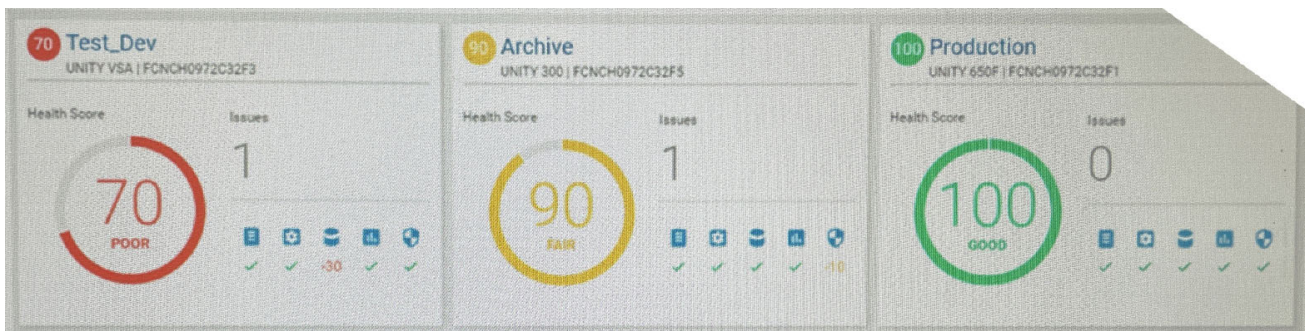 70 Test_Dev
UNITY VSA | FCNCH0972C32F3
Health Score
Issues
70
POOR
1
-30
90 Archive
UNITY 300 | FCNCH0972C32F5
Health Score
Issues
90
FAIR
1
-10
100 Production
UNITY 650F | FCNCH0972C32F1
Health Score
Issues
100
GOOD
0